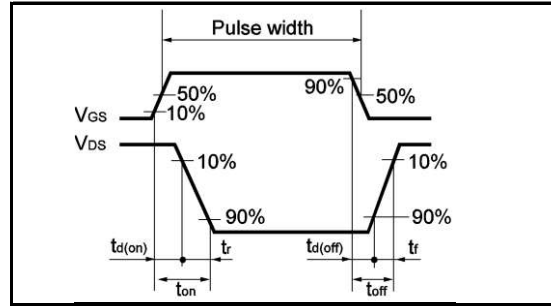 Pulse width
90%
50%
50%
10%
VGS
VDS
10%
10%
90%
90%
td(on)
tr
td(off)
tf
ton
toff